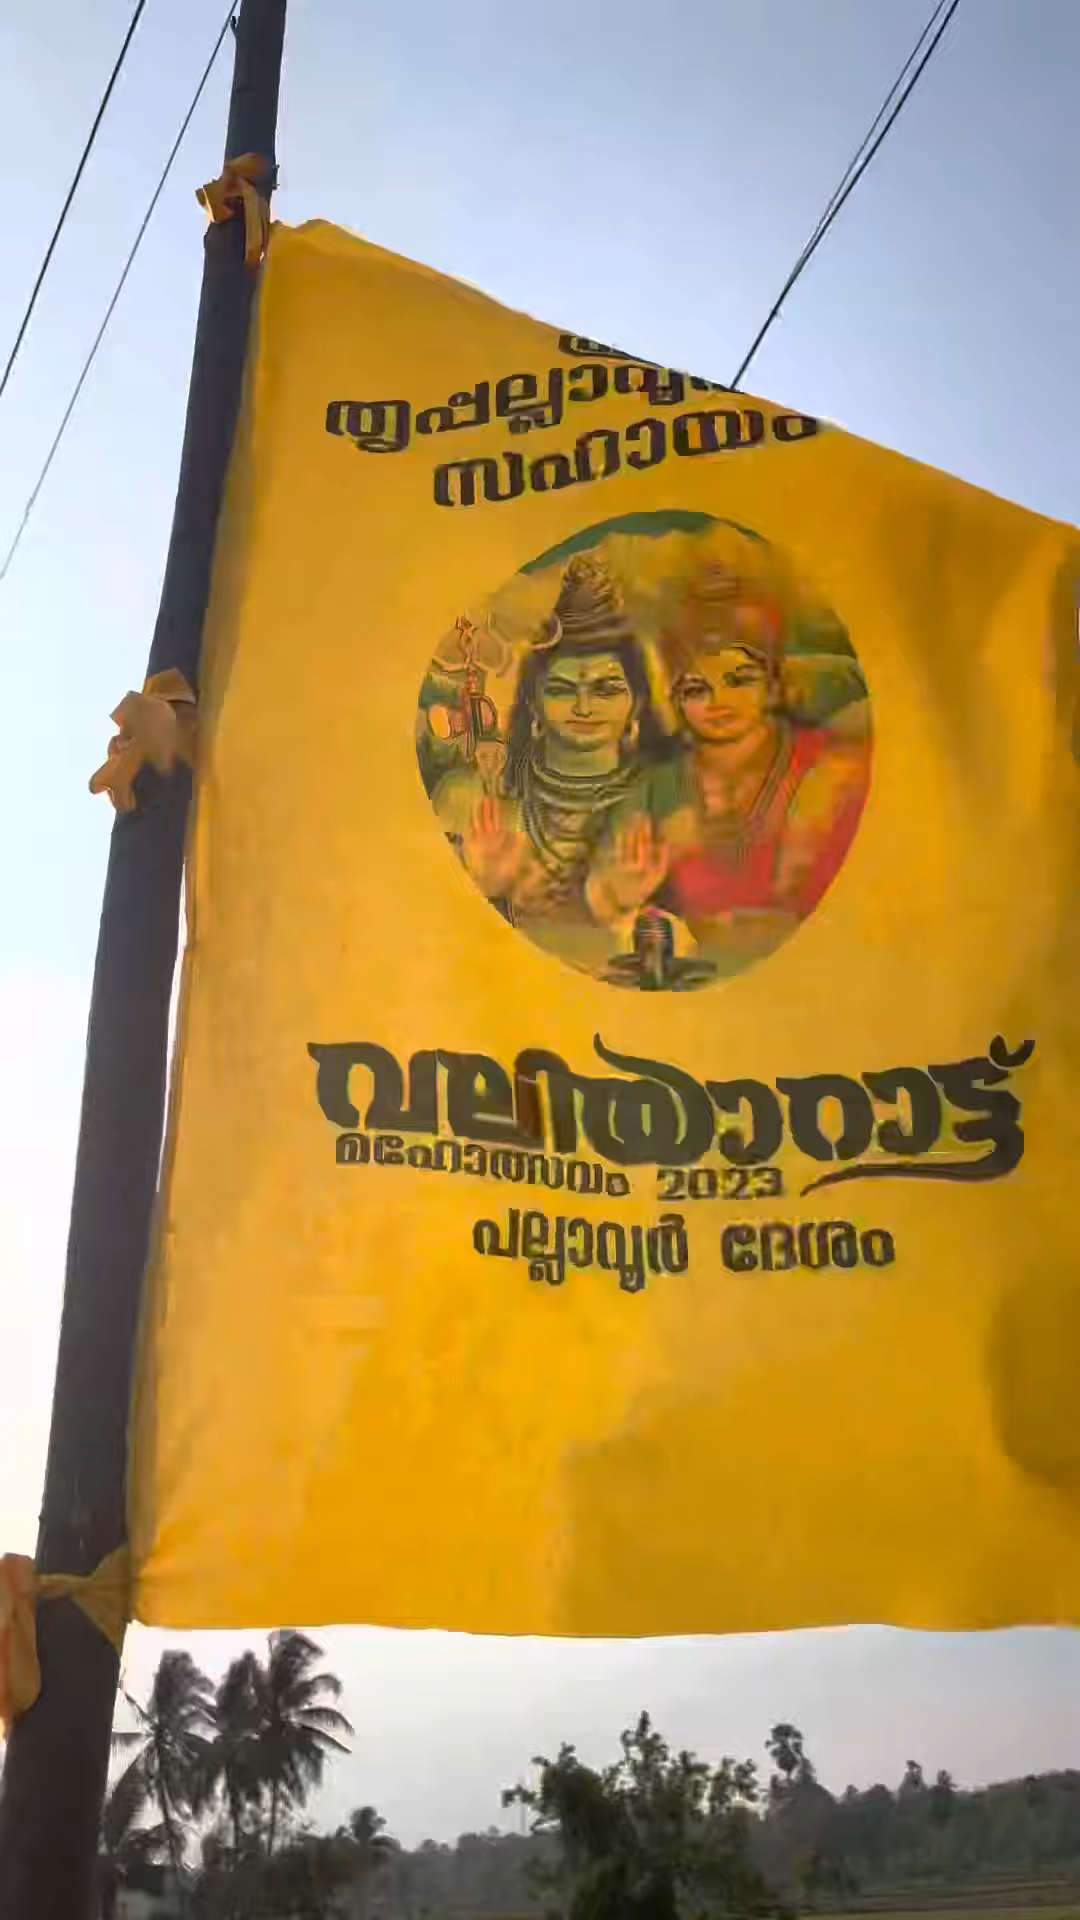 തൃപ്പല്ലാവൂ
സഹായം
വലിയാറാട്ട്
മഹോത്സവം 2023
പല്ലാവൂർ ദേശം